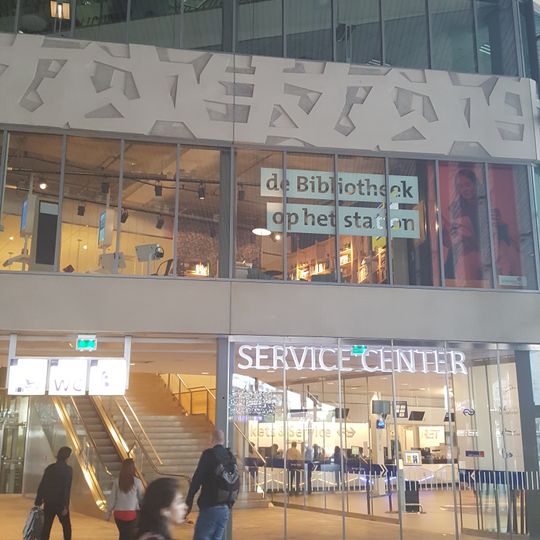 de Bibliotheek
op het station
SERVICE CENTER
WC